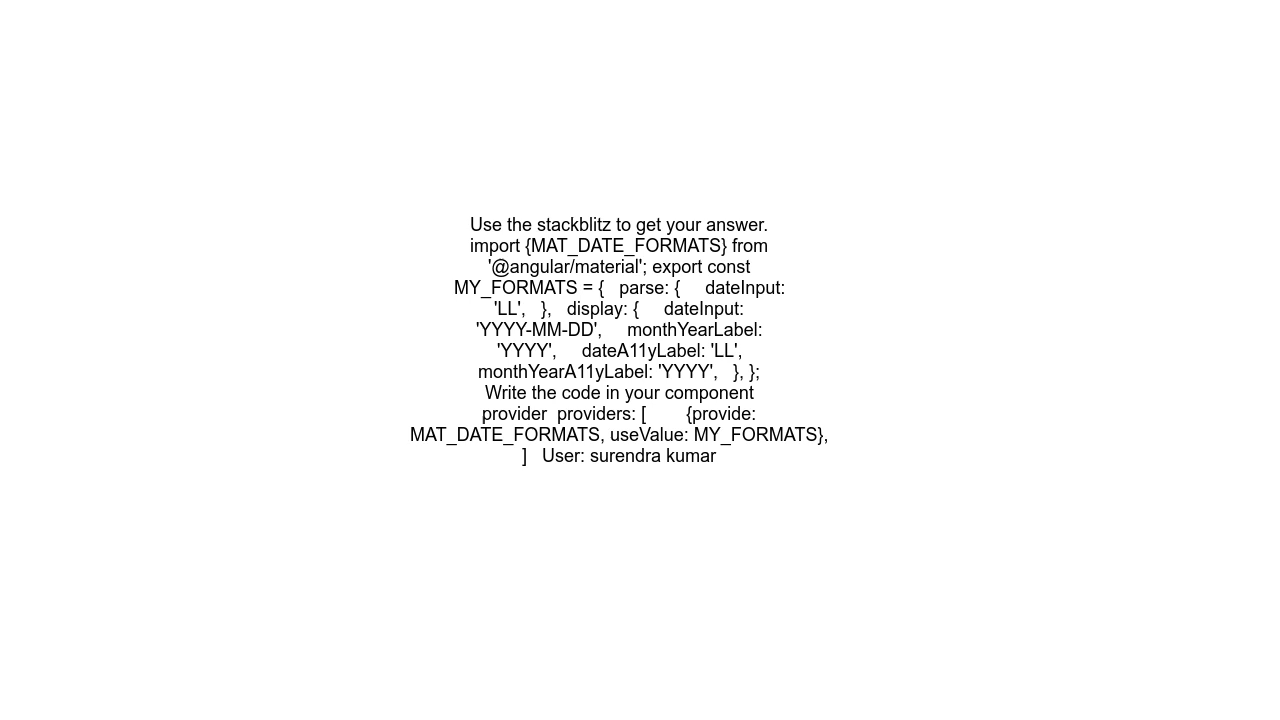 Use the stackblitz to get your answer.
import {MAT_DATE_FORMATS} from
'@angular/material'; export const
MY_FORMATS = {   parse: {     dateInput:
'LL',   },   display: {     dateInput:
'YYYY-MM-DD',     monthYearLabel:
'YYYY',     dateA11yLabel: 'LL',
monthYearA11yLabel: 'YYYY',   }, };
Write the code in your component
provider  providers: [        {provide:
MAT_DATE_FORMATS, useValue: MY_FORMATS},
]   User: surendra kumar